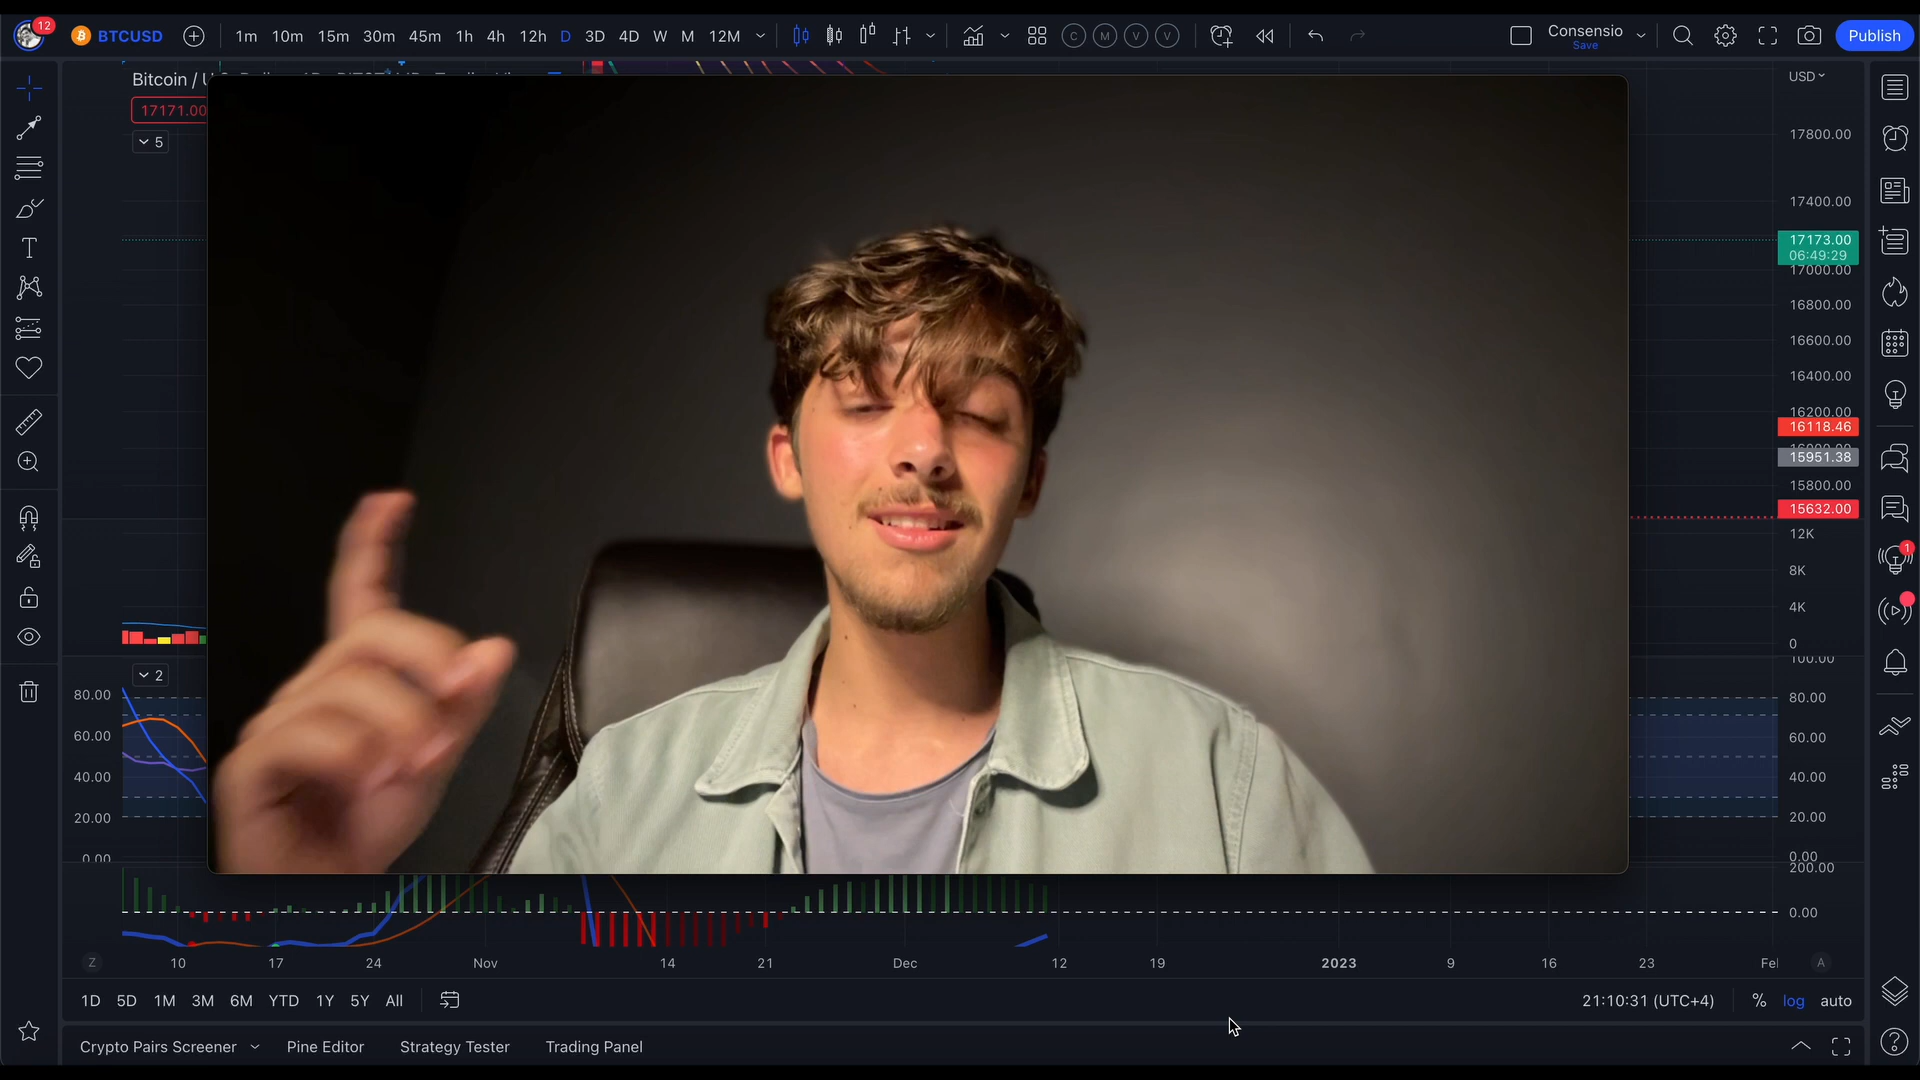 12
BTCUSD
1m 10m 15m 30m 45m 1h 4h 12h D 3D 4D W M 12M
C M V V
Consensio
Save
Publish
Bitcoin / U
17171.00
5
USD
17800.00
17400.00
17173.00
06:49:29
17000.00
16800.00
16600.00
16400.00
16200.00
16118.46
15951.38
15800.00
15632.00
12K
8K
4K
0
1
2
100.00
80.00 80.00
60.00 60.00
40.00 40.00
20.00 20.00
0.00 0.00
200.00
0.00
Z 10 17 24 Nov 14 21 Dec 12 19 2023 9 16 23 Fe A
1D 5D 1M 3M 6M YTD 1Y 5Y All
21:10:31 (UTC+4) % log auto
Crypto Pairs Screener Pine Editor Strategy Tester Trading Panel